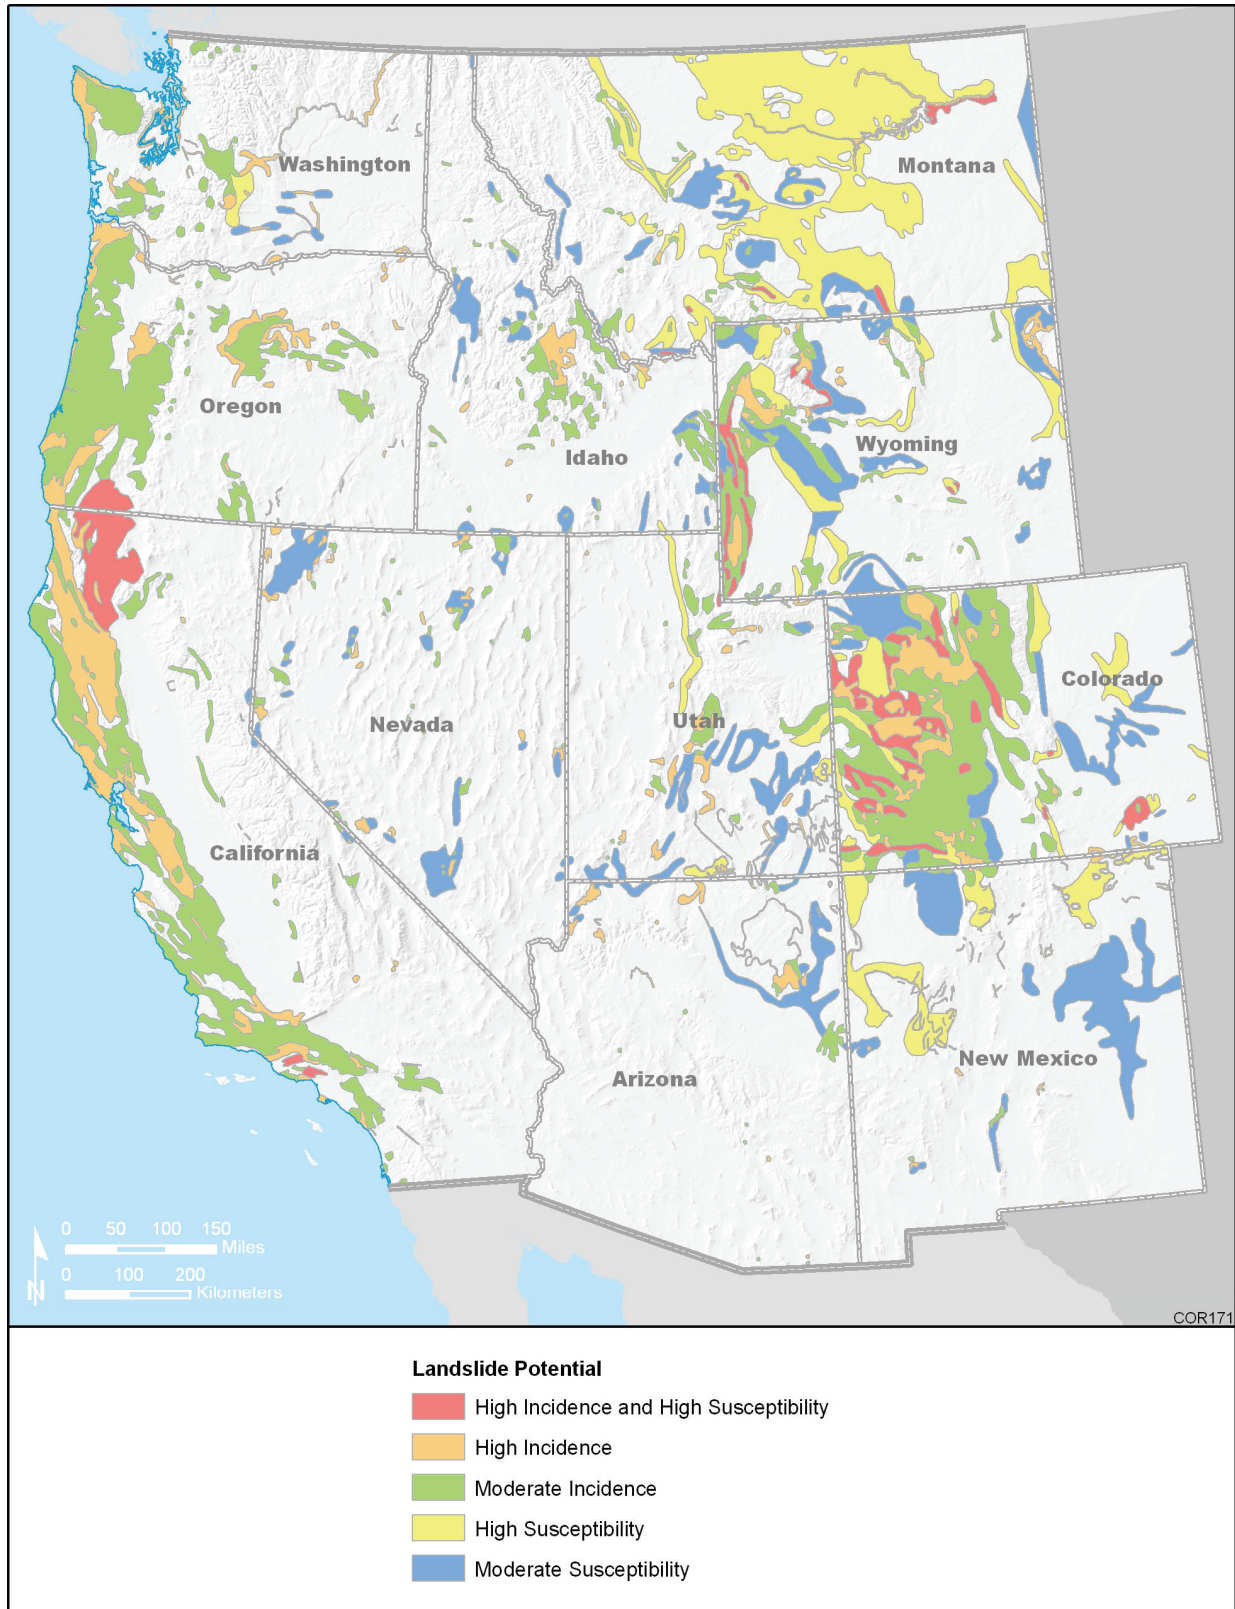 Washington
Montana
Oregon
Idaho
Wyoming
Nevada
Utah
Colorado
California
Arizona
New Mexico
0 50 100 150
Miles
0 100 200
Kilometers
N
COR171
Landslide Potential
High Incidence and High Susceptibility
High Incidence
Moderate Incidence
High Susceptibility
Moderate Susceptibility